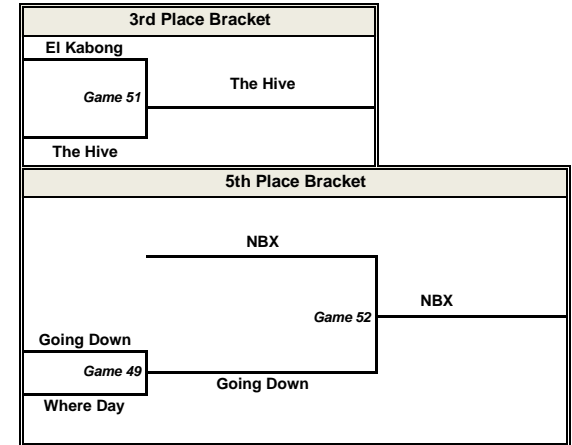 3rd Place Bracket
El Kabong
The Hive
Game 51
The Hive
5th Place Bracket
NBX
NBX
Game 52
Going Down
Game 49
Going Down
Where Day